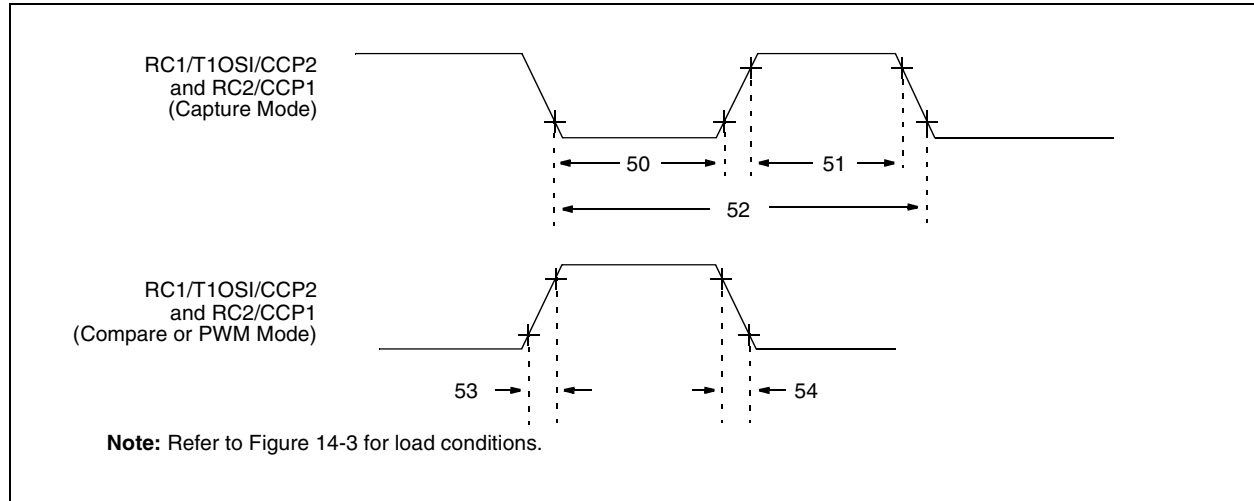 RC1/T1OSI/CCP2
and RC2/CCP1
(Capture Mode)
50
51
52
RC1/T1OSI/CCP2
and RC2/CCP1
(Compare or PWM Mode)
53
54
Note: Refer to Figure 14-3 for load conditions.